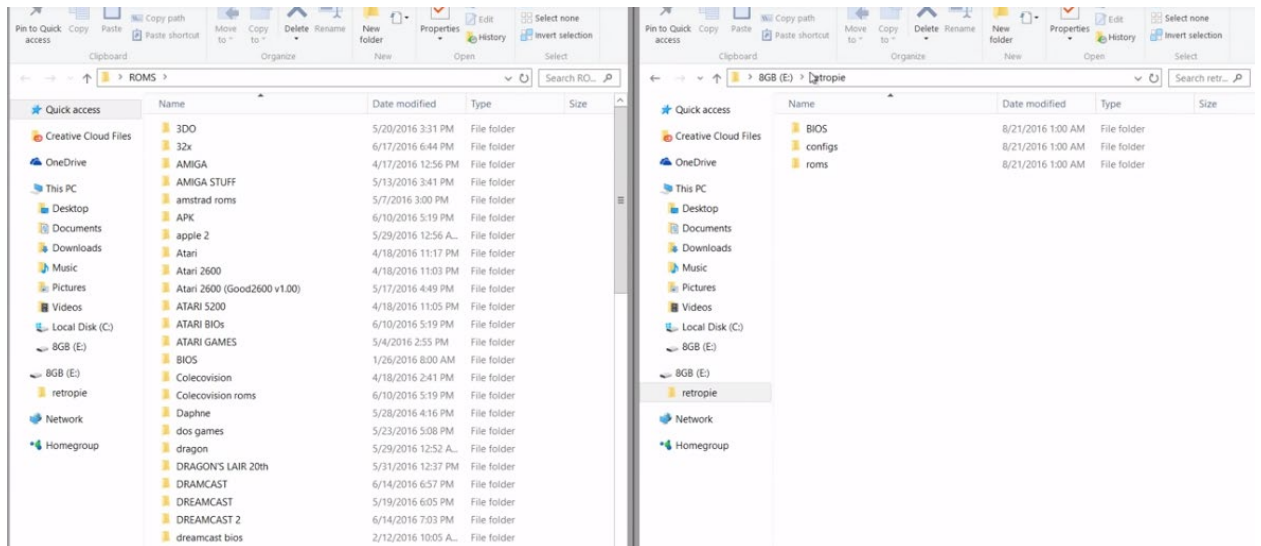 Pin to Quick access
Copy
Paste
Copy path
Paste shortcut
Move to
Copy to
Delete
Rename
New folder
Properties
Edit
History
Select none
Invert selection
Clipboard
Organize
New
Open
Select
> ROMS >
Search RO...
Quick access
Creative Cloud Files
OneDrive
This PC
Desktop
Documents
Downloads
Music
Pictures
Videos
Local Disk (C:)
8GB (E:)
8GB (E:)
retropie
Network
Homegroup
Name Date modified Type Size
3DO 5/20/2016 3:31 PM File folder
32x 6/17/2016 6:44 PM File folder
AMIGA 4/17/2016 12:56 PM File folder
AMIGA STUFF 5/13/2016 3:41 PM File folder
amstrad roms 5/7/2016 3:00 PM File folder
APK 6/10/2016 5:19 PM File folder
apple 2 5/29/2016 12:56 A... File folder
Atari 4/18/2016 11:17 PM File folder
Atari 2600 4/18/2016 11:03 PM File folder
Atari 2600 (Good2600 v1.00) 5/17/2016 4:49 PM File folder
ATARI 5200 4/18/2016 11:05 PM File folder
ATARI BIOs 6/10/2016 5:19 PM File folder
ATARI GAMES 5/4/2016 2:55 PM File folder
BIOS 1/26/2016 8:00 AM File folder
Colecovision 4/18/2016 2:41 PM File folder
Colecovision roms 6/10/2016 5:19 PM File folder
Daphne 5/28/2016 4:16 PM File folder
dos games 5/23/2016 5:08 PM File folder
dragon 5/29/2016 12:52 A... File folder
DRAGON'S LAIR 20th 5/31/2016 12:37 PM File folder
DRAMCAST 6/14/2016 6:57 PM File folder
DREAMCAST 5/19/2016 6:05 PM File folder
DREAMCAST 2 6/14/2016 7:03 PM File folder
dreamcast bios 2/12/2016 10:05 A... File folder
Pin to Quick access
Copy
Paste
Copy path
Paste shortcut
Move to
Copy to
Delete
Rename
New folder
Properties
Edit
History
Select none
Invert selection
Clipboard
Organize
New
Open
Select
> 8GB (E:) > retropie
Search retr...
Quick access
Creative Cloud Files
OneDrive
This PC
Desktop
Documents
Downloads
Music
Pictures
Videos
Local Disk (C:)
8GB (E:)
8GB (E:)
retropie
Network
Homegroup
Name Date modified Type Size
BIOS 8/21/2016 1:00 AM File folder
configs 8/21/2016 1:00 AM File folder
roms 8/21/2016 1:00 AM File folder